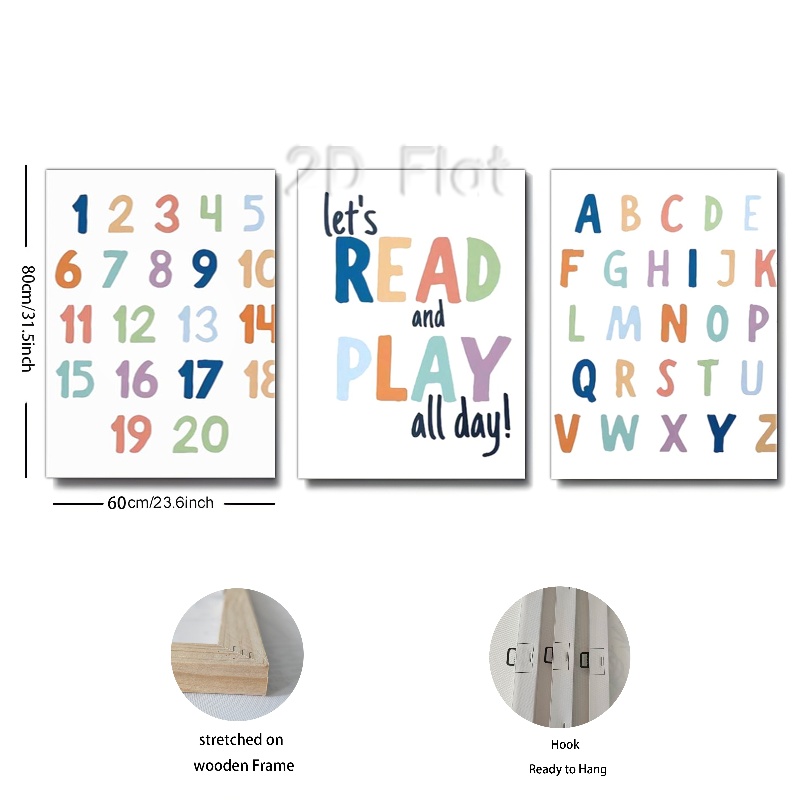 2D Flat
80cm/31.5inch
1 2 3 4 5
6 7 8 9 10
11 12 13 14
15 16 17 18
19 20
60cm/23.6inch
let's
READ
and
PLAY
all day!
A B C D E
F G H I J K
L M N O P
Q R S T U
V W X Y Z
stretched on
wooden Frame
Hook
Ready to Hang